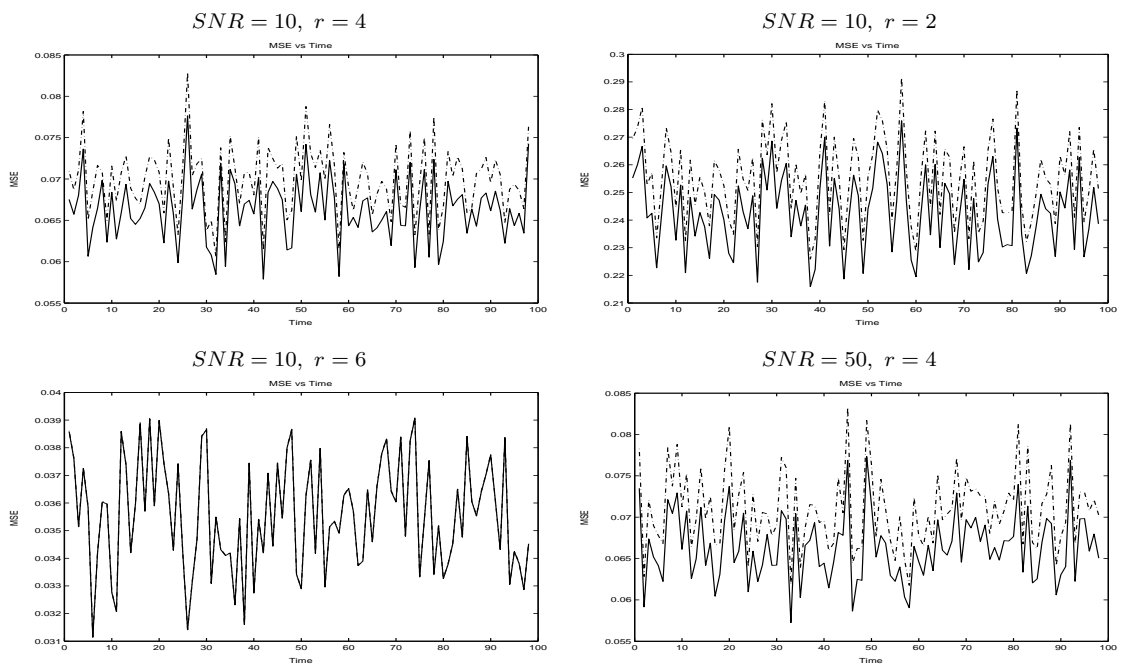 SNR = 10, r = 4
MSE vs Time
0.085
0.08
0.075
0.07
0.065
0.06
0.055
MSE
0 10 20 30 40 50 60 70 80 90 100
Time
SNR = 10, r = 2
MSE vs Time
0.3
0.29
0.28
0.27
0.26
0.25
0.24
0.23
0.22
0.21
MSE
0 10 20 30 40 50 60 70 80 90 100
Time
SNR = 10, r = 6
MSE vs Time
0.04
0.039
0.038
0.037
0.036
0.035
0.034
0.033
0.032
0.031
MSE
0 10 20 30 40 50 60 70 80 90 100
Time
SNR = 50, r = 4
MSE vs Time
0.085
0.08
0.075
0.07
0.065
0.06
0.055
MSE
0 10 20 30 40 50 60 70 80 90 100
Time